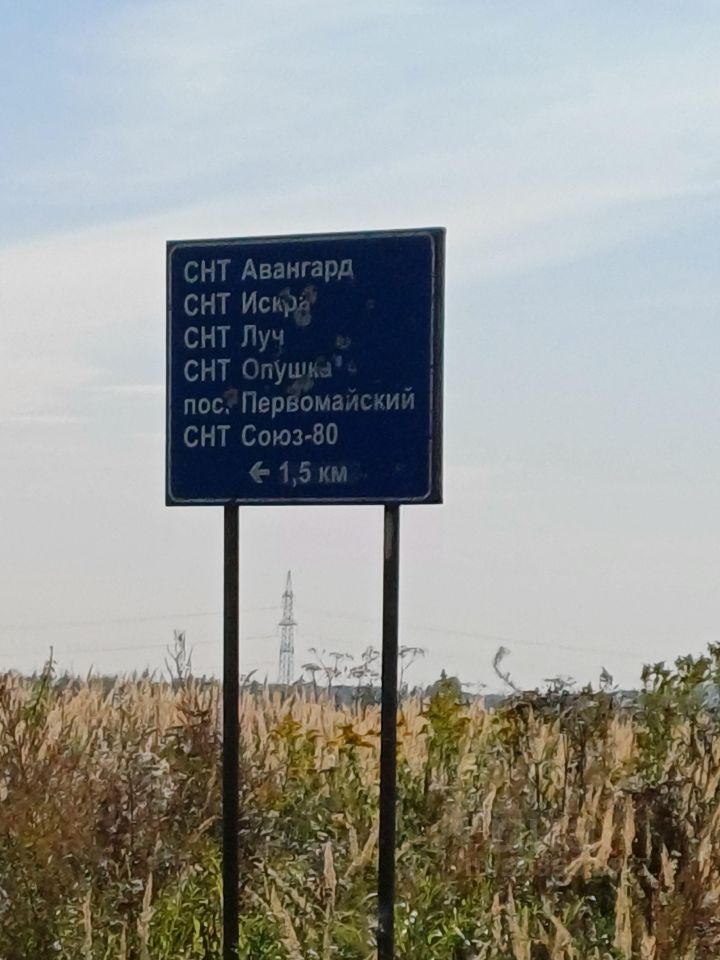 СНТ Авангард
СНТ Искра
СНТ Луч
СНТ Опушка
пос. Первомайский
СНТ Союз-80
← 1,5 км